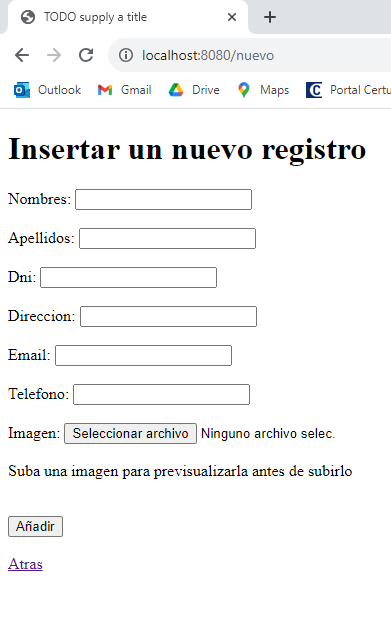 TODO supply a title
localhost:8080/nuevo
Outlook Gmail Drive Maps Portal Certu
Insertar un nuevo registro
Nombres:
Apellidos:
Dni:
Direccion:
Email:
Telefono:
Imagen: Seleccionar archivo Ninguno archivo selec.
Suba una imagen para previsualizarla antes de subirlo
Añadir
Atras